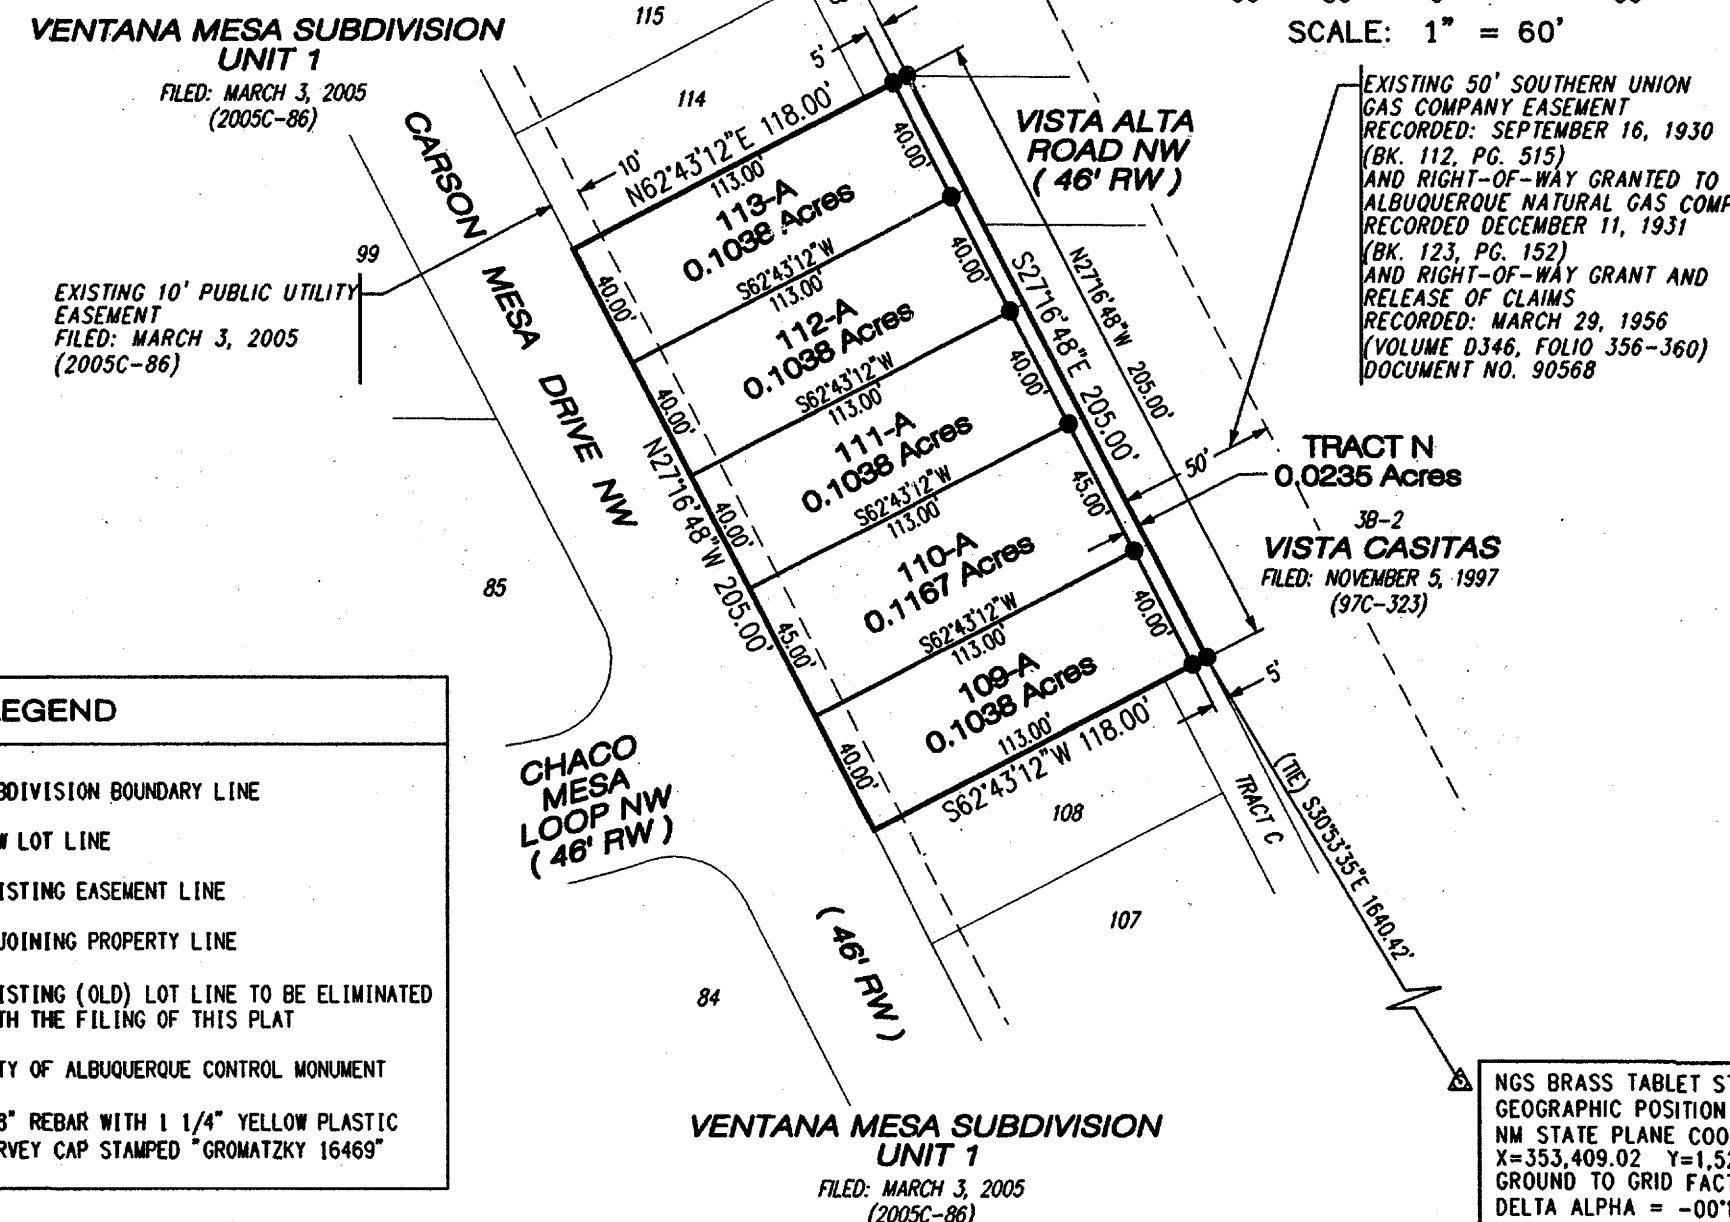 VENTANA MESA SUBDIVISION
UNIT 1
FILED: MARCH 3, 2005
(2005C-86)
115
114
5'
SCALE: 1" = 60'
EXISTING 50' SOUTHERN UNION
GAS COMPANY EASEMENT
RECORDED: SEPTEMBER 16, 1930
(BK. 112, PG. 515)
AND RIGHT-OF-WAY GRANTED TO
ALBUQUERQUE NATURAL GAS COMP
RECORDED DECEMBER 11, 1931
(BK. 123, PG. 152)
AND RIGHT-OF-WAY GRANT AND
RELEASE OF CLAIMS
RECORDED: MARCH 29, 1956
(VOLUME D346, FOLIO 356-360)
DOCUMENT NO. 90568
VISTA ALTA
ROAD NW
( 46' RW )
CARSON MESA DRIVE NW
10'
N62°43'12"E 118.00'
113.00'
113-A
0.1038 Acres
40.00'
40.00'
S62°43'12"W
113.00'
112-A
0.1038 Acres
40.00'
40.00'
S62°43'12"W
113.00'
111-A
0.1038 Acres
40.00'
40.00'
S62°43'12"W
113.00'
110-A
0.1167 Acres
45.00'
45.00'
S62°43'12"W
113.00'
109-A
0.1038 Acres
40.00'
40.00'
113.00'
S62°43'12"W 118.00'
N27°16'48"W 205.00'
S27°16'48"E 205.00'
N27°16'48"W 205.00'
99
EXISTING 10' PUBLIC UTILITY
EASEMENT
FILED: MARCH 3, 2005
(2005C-86)
50'
TRACT N
0.0235 Acres
3B-2
VISTA CASITAS
FILED: NOVEMBER 5, 1997
(97C-323)
85
5'
CHACO
MESA
LOOP NW
( 46' RW )
108
TRACT C
(TIE) S30°53'35"E 1640.42'
107
( 46' RW )
84
EGEND
BDIVISION BOUNDARY LINE
W LOT LINE
ISTING EASEMENT LINE
JOINING PROPERTY LINE
ISTING (OLD) LOT LINE TO BE ELIMINATED
TH THE FILING OF THIS PLAT
TY OF ALBUQUERQUE CONTROL MONUMENT
8" REBAR WITH 1 1/4" YELLOW PLASTIC
RVEY CAP STAMPED "GROMATZKY 16469"
VENTANA MESA SUBDIVISION
UNIT 1
FILED: MARCH 3, 2005
(2005C-86)
NGS BRASS TABLET ST
GEOGRAPHIC POSITION
NM STATE PLANE COO
X=353,409.02 Y=1,52
GROUND TO GRID FACT
DELTA ALPHA = -00°1